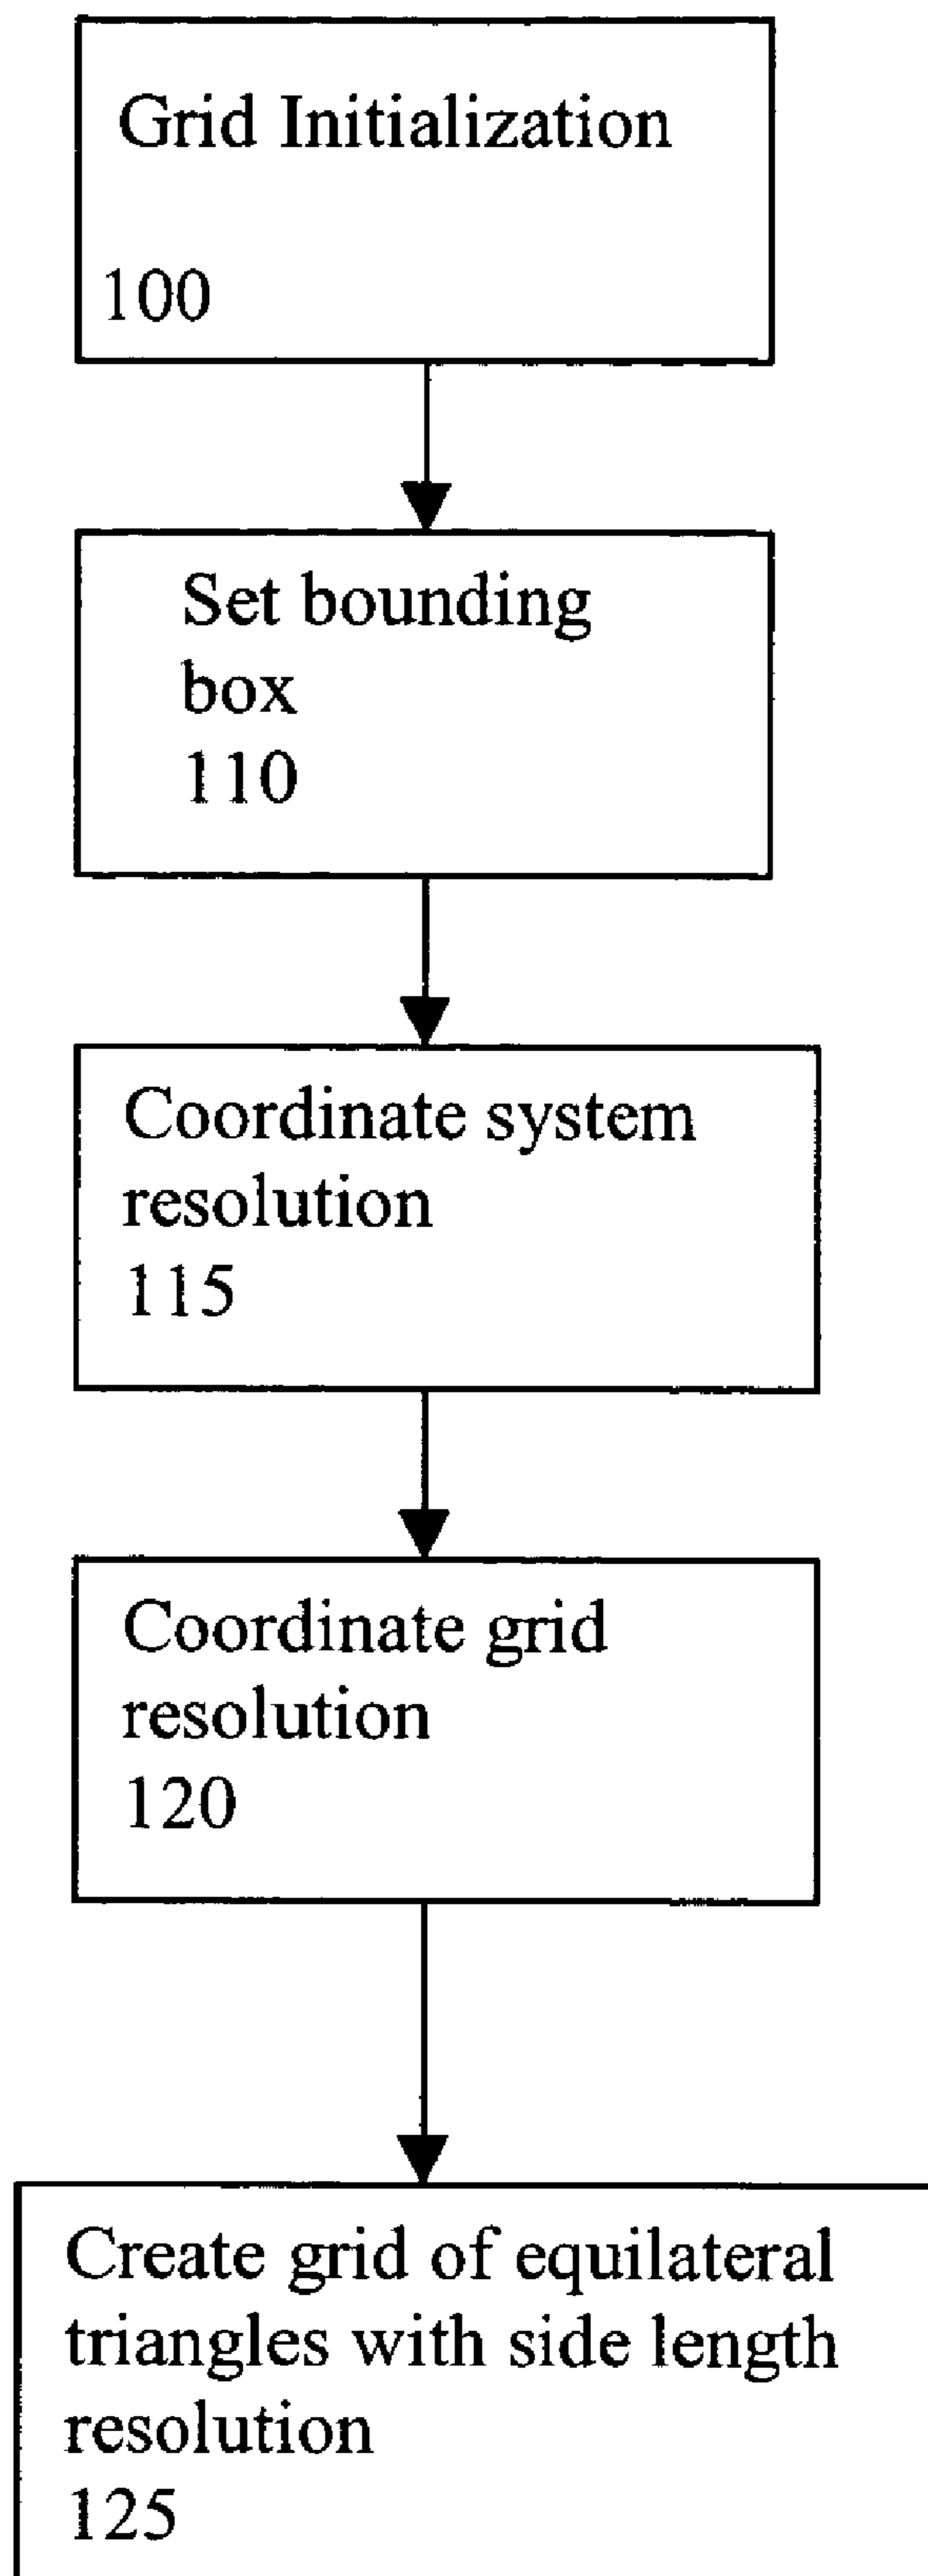 Grid Initialization
100
Set bounding
box
110
Coordinate system
resolution
115
Coordinate grid
resolution
120
Create grid of equilateral
triangles with side length
resolution
125